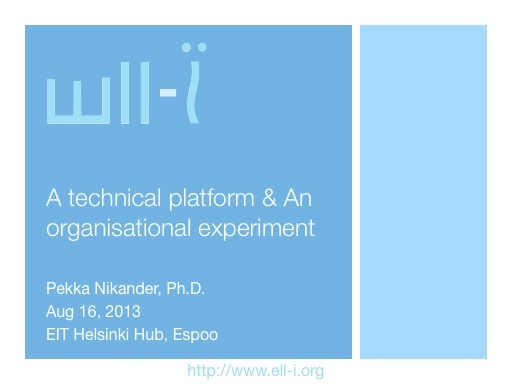 ell-i
A technical platform & An
organisational experiment
Pekka Nikander, Ph.D.
Aug 16, 2013
EIT Helsinki Hub, Espoo
http://www.ell-i.org